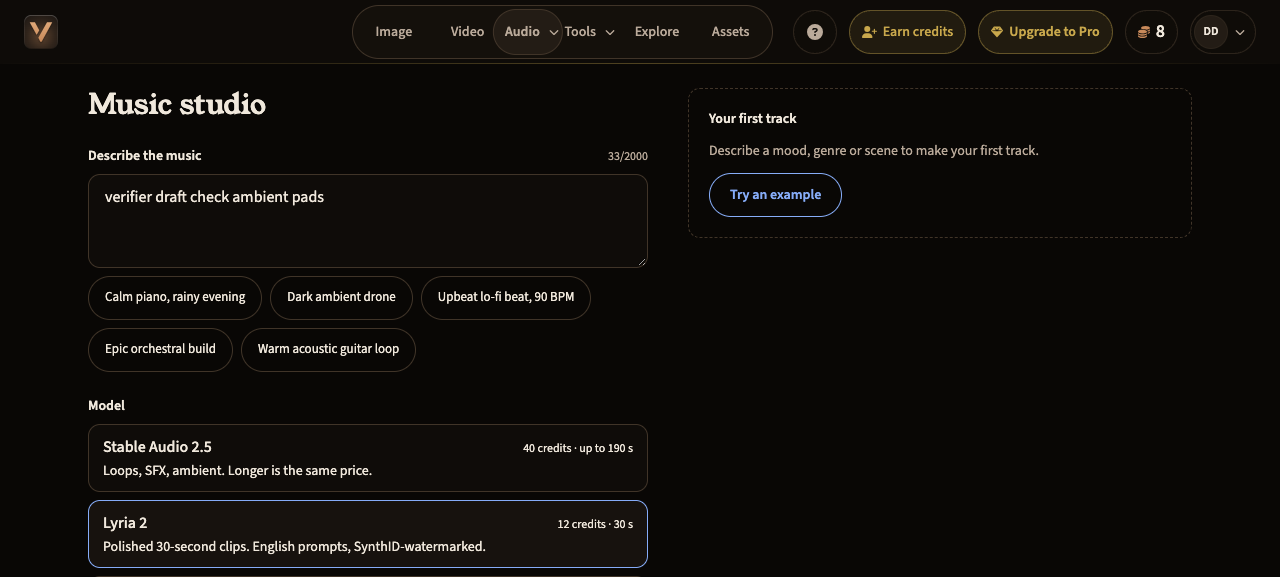 Image Video Audio Tools Explore Assets ? Earn credits Upgrade to Pro 8 DD
Music studio
Describe the music 33/2000
verifier draft check ambient pads
Calm piano, rainy evening Dark ambient drone Upbeat lo-fi beat, 90 BPM
Epic orchestral build Warm acoustic guitar loop
Model
Stable Audio 2.5 40 credits · up to 190 s
Loops, SFX, ambient. Longer is the same price.
Lyria 2 12 credits · 30 s
Polished 30-second clips. English prompts, SynthID-watermarked.
Your first track
Describe a mood, genre or scene to make your first track.
Try an example